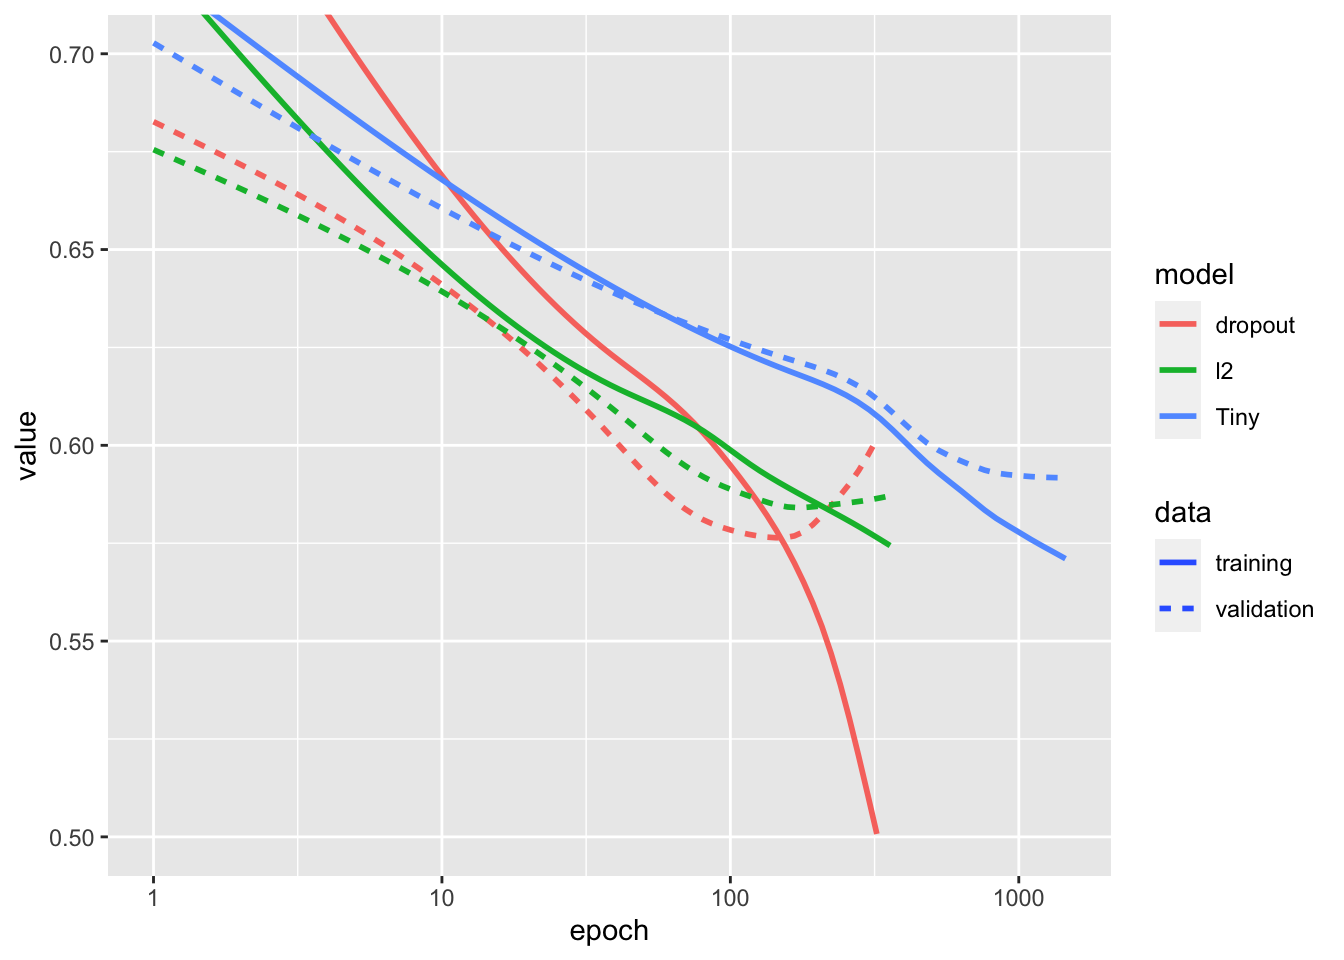 0.70
0.65
0.60
0.55
0.50
value
1 10 100 1000
epoch
model
dropout
l2
Tiny
data
training
validation